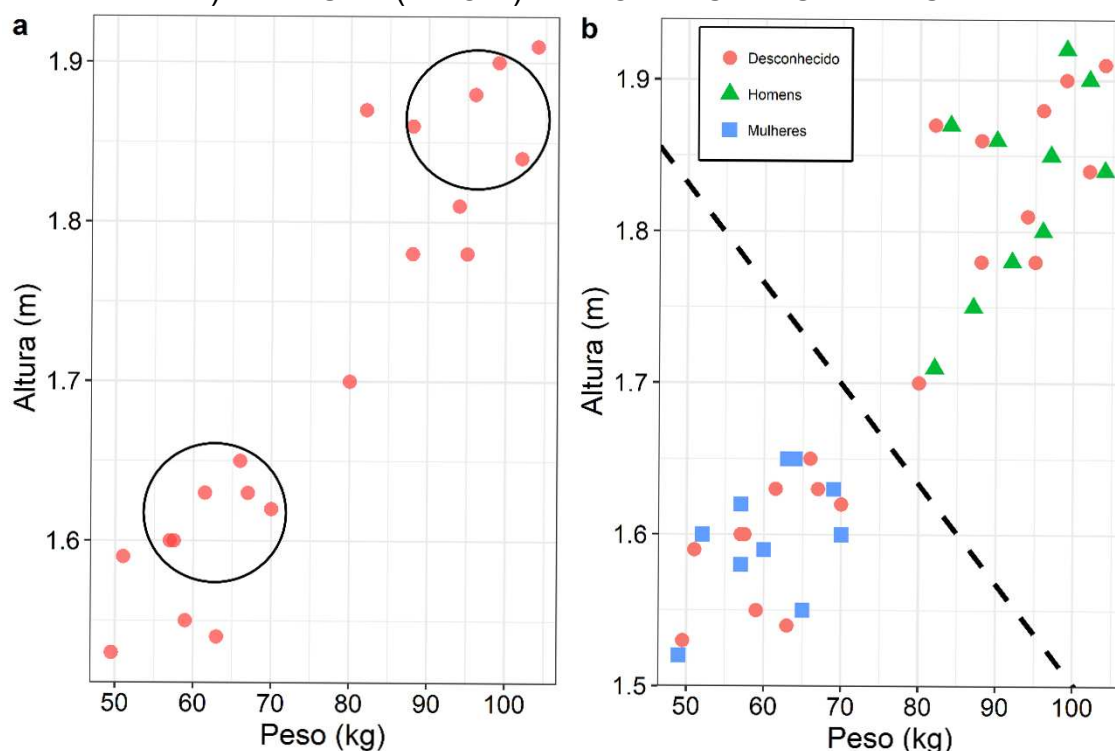 a
Altura (m)
1.9
1.8
1.7
1.6
50 60 70 80 90 100
Peso (kg)
b
Desconhecido
Homens
Mulheres
Altura (m)
1.9
1.8
1.7
1.6
1.5
50 60 70 80 90 100
Peso (kg)